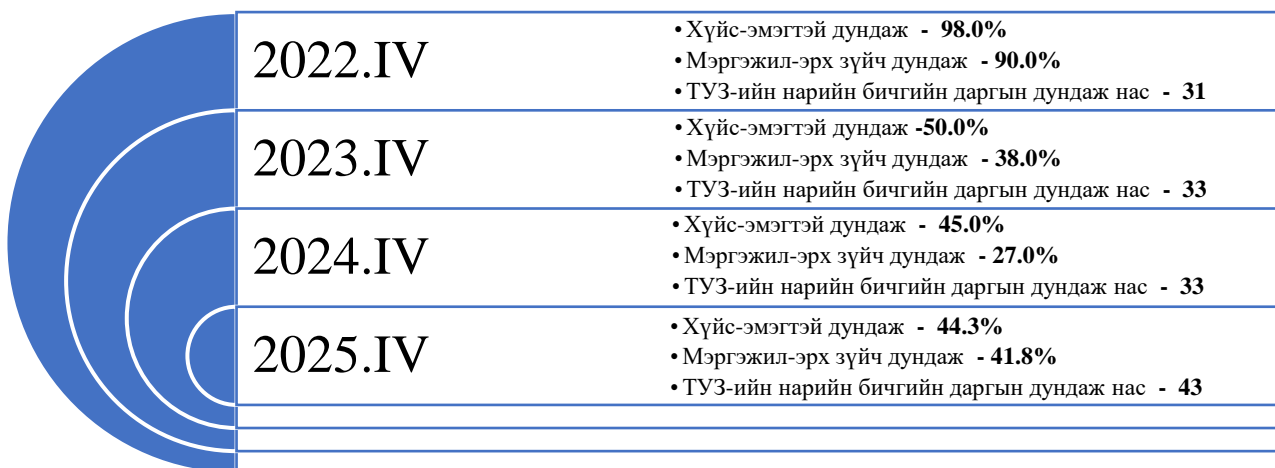 2022.IV
• Хүйс-эмэгтэй дундаж - 98.0%
• Мэргэжил-эрх зүйч дундаж - 90.0%
• ТУЗ-ийн нарийн бичгийн даргын дундаж нас - 31
2023.IV
• Хүйс-эмэгтэй дундаж -50.0%
• Мэргэжил-эрх зүйч дундаж - 38.0%
• ТУЗ-ийн нарийн бичгийн даргын дундаж нас - 33
2024.IV
• Хүйс-эмэгтэй дундаж - 45.0%
• Мэргэжил-эрх зүйч дундаж - 27.0%
• ТУЗ-ийн нарийн бичгийн даргын дундаж нас - 33
2025.IV
• Хүйс-эмэгтэй дундаж - 44.3%
• Мэргэжил-эрх зүйч дундаж - 41.8%
• ТУЗ-ийн нарийн бичгийн даргын дундаж нас - 43